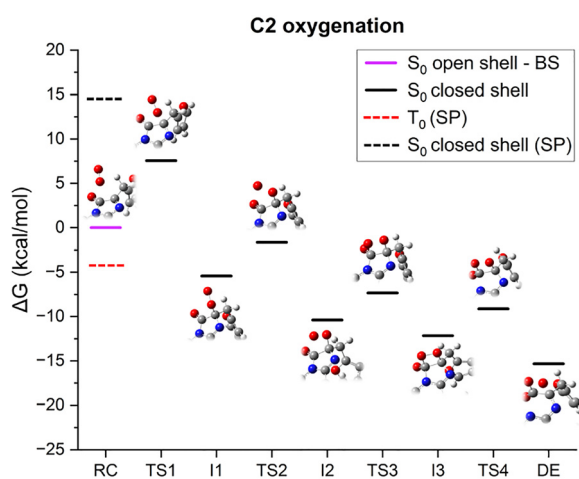 C2 oxygenation
20
15
10
5
0
−5
−10
−15
−20
−25
ΔG (kcal/mol)
S0 open shell - BS
S0 closed shell
T0 (SP)
S0 closed shell (SP)
RC TS1 I1 TS2 I2 TS3 I3 TS4 DE